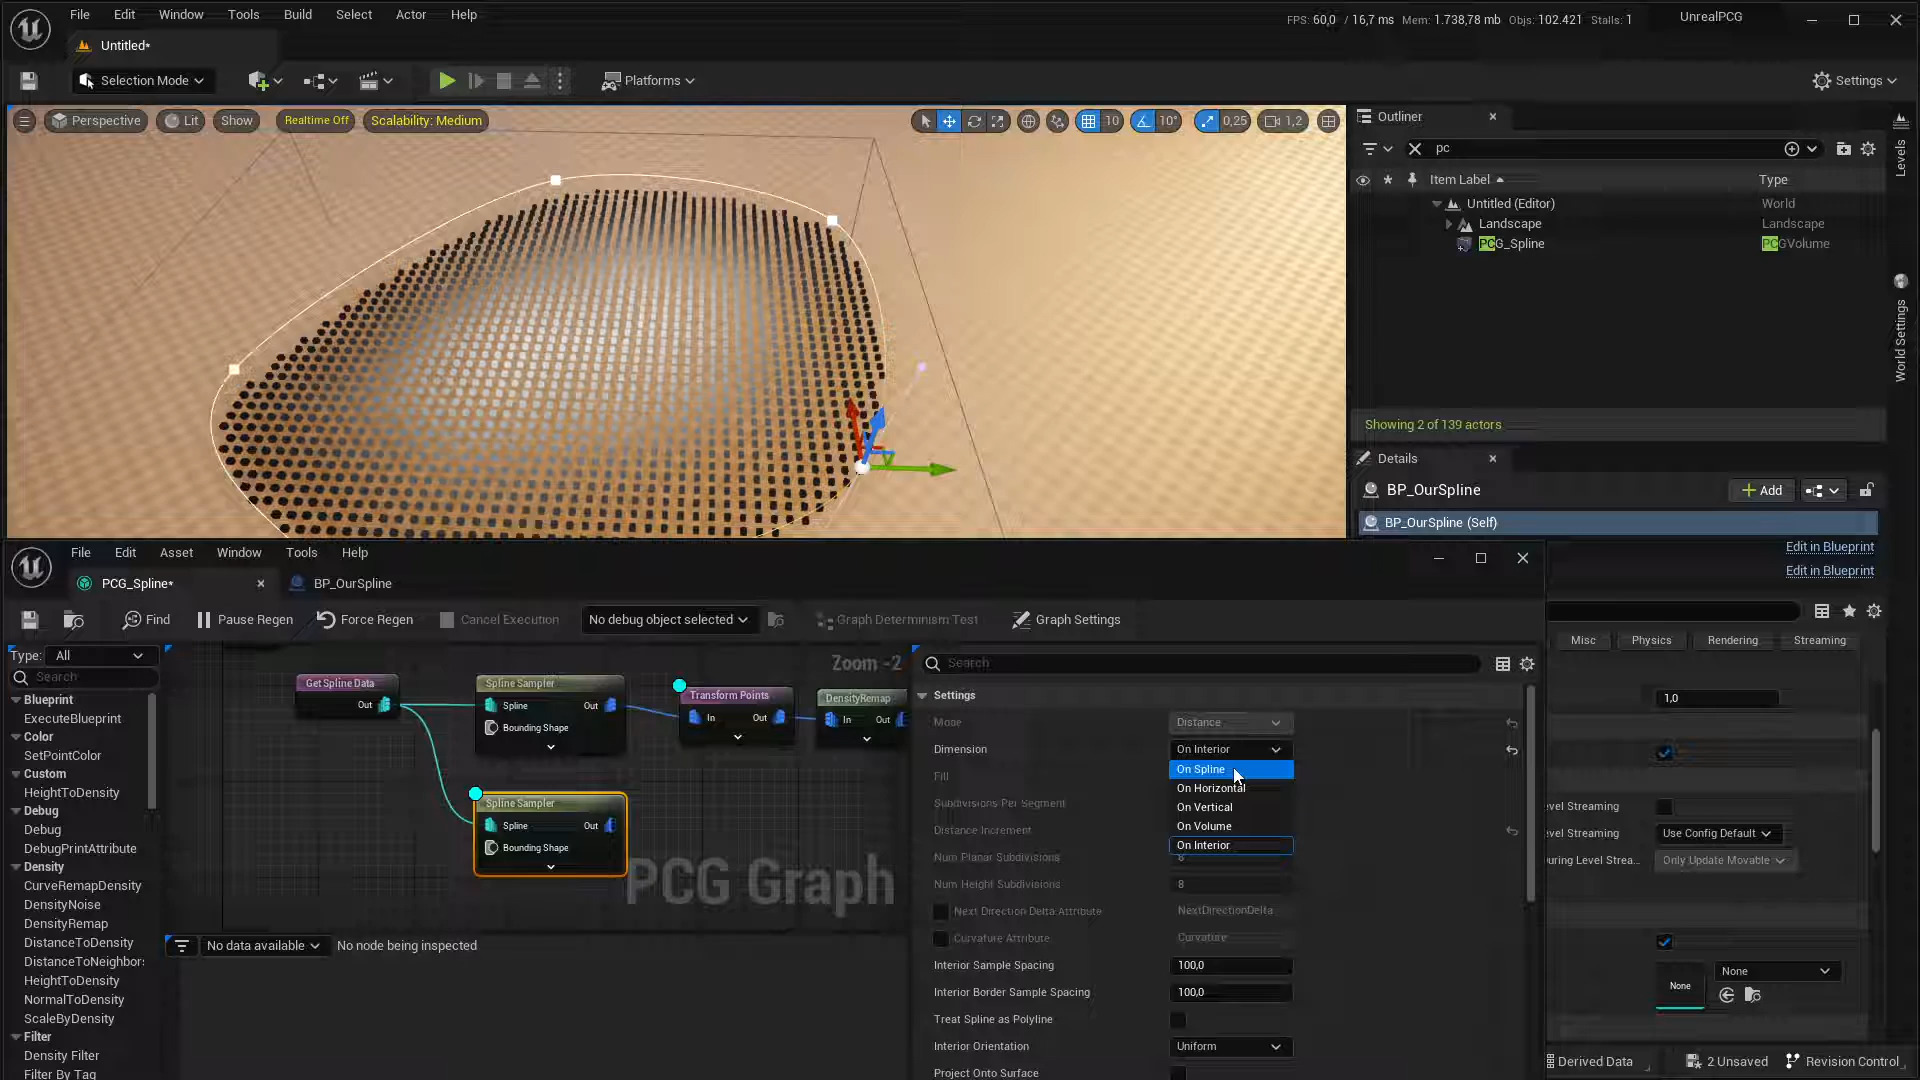 File Edit Window Tools Build Select Actor Help
FPS: 60,0 / 16,7 ms Mem: 1.738,78 mb Objs: 102.421 Stalls: 1
UnrealPCG
Untitled*
Selection Mode
Platforms
Settings
Perspective Lit Show Realtime Off Scalability: Medium
10 10° 0,25 1,2
Outliner
pc
Item Label Type
Untitled (Editor) World
Landscape Landscape
PCG_Spline PCGVolume
Showing 2 of 139 actors
Levels
World Settings
Details
BP_OurSpline
Add
BP_OurSpline (Self)
Edit in Blueprint
Edit in Blueprint
Misc Physics Rendering Streaming
1,0
evel Streaming
evel Streaming Use Config Default
uring Level Strea... Only Update Movable
None
None
Derived Data 2 Unsaved Revision Control
File Edit Asset Window Tools Help
PCG_Spline*
BP_OurSpline
Find Pause Regen Force Regen Cancel Execution No debug object selected Graph Determinism Test Graph Settings
Type: All
Search
Blueprint
ExecuteBlueprint
Color
SetPointColor
Custom
HeightToDensity
Debug
Debug
DebugPrintAttribute
Density
CurveRemapDensity
DensityNoise
DensityRemap
DistanceToDensity
DistanceToNeighbor
HeightToDensity
NormalToDensity
ScaleByDensity
Filter
Density Filter
Filter By Tag
Zoom -2
Get Spline Data
Out
Spline Sampler
Spline Out
Bounding Shape
Transform Points
In Out
DensityRemap
In Out
Spline Sampler
Spline Out
Bounding Shape
PCG Graph
No data available No node being inspected
Search
Settings
Mode Distance
Dimension On Interior
On Spline
On Horizontal
On Vertical
On Volume
On Interior
Fill
Subdivisions Per Segment
Distance Increment
Num Planar Subdivisions 8
Num Height Subdivisions 8
Next Direction Delta Attribute NextDirectionDelta
Curvature Attribute Curvature
Interior Sample Spacing 100,0
Interior Border Sample Spacing 100,0
Treat Spline as Polyline
Interior Orientation Uniform
Project Onto Surface